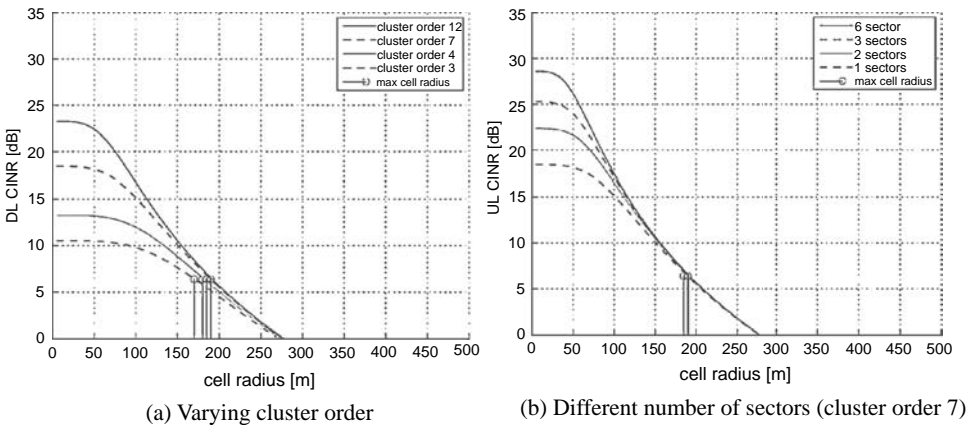 35
30
25
20
15
10
5
0
DL CINR [dB]
cluster order 12
cluster order 7
cluster order 4
cluster order 3
max cell radius
0 50 100 150 200 250 300 350 400 450 500
cell radius [m]
(a) Varying cluster order
35
30
25
20
15
10
5
0
UL CINR [dB]
6 sector
3 sectors
2 sectors
1 sectors
max cell radius
0 50 100 150 200 250 300 350 400 450 500
cell radius [m]
(b) Different number of sectors (cluster order 7)